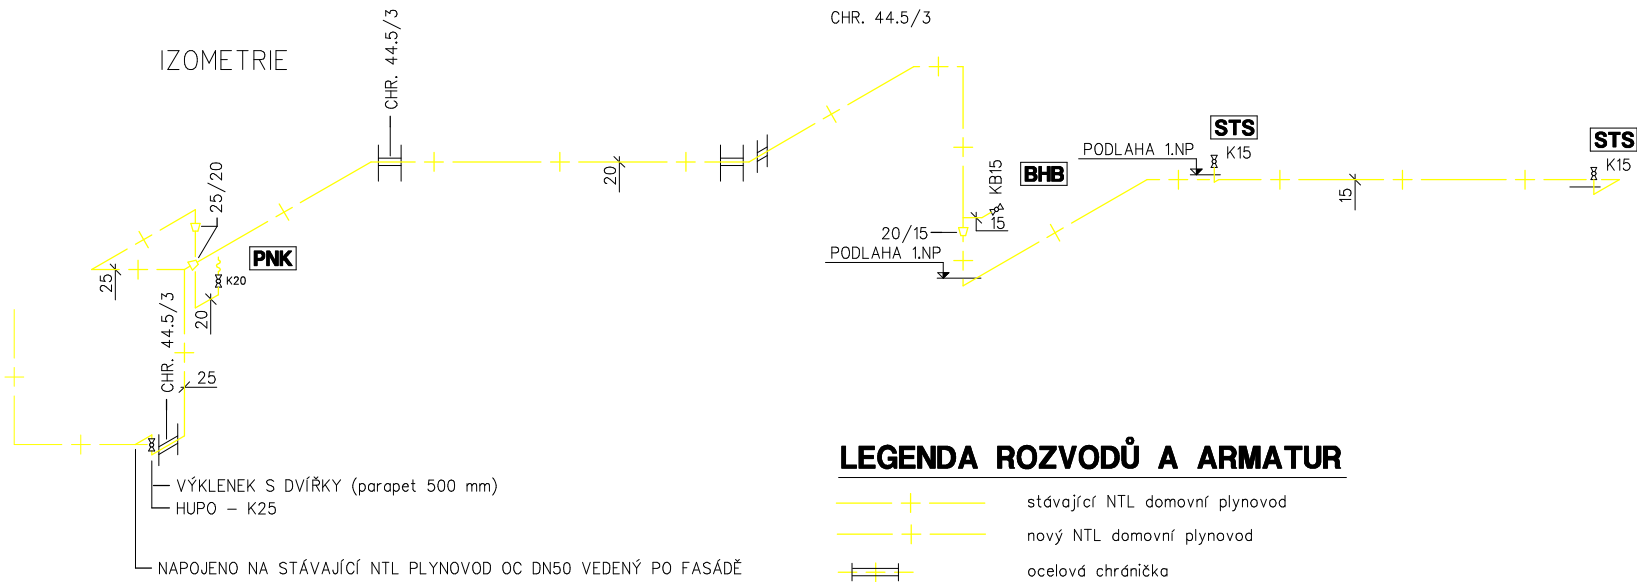 IZOMETRIE
CHR. 44.5/3
CHR. 44.5/3
20
25/20
PNK
K20
25
20
CHR. 44.5/3
25
VÝKLENEK S DVÍŘKY (parapet 500 mm)
HUPO – K25
NAPOJENO NA STÁVAJÍCÍ NTL PLYNOVOD OC DN50 VEDENÝ PO FASÁDĚ
BHB
KB15
15
20/15
PODLAHA 1.NP
PODLAHA 1.NP
STS
K15
15
STS
K15
LEGENDA ROZVODŮ A ARMATUR
stávající NTL domovní plynovod
nový NTL domovní plynovod
ocelová chránička